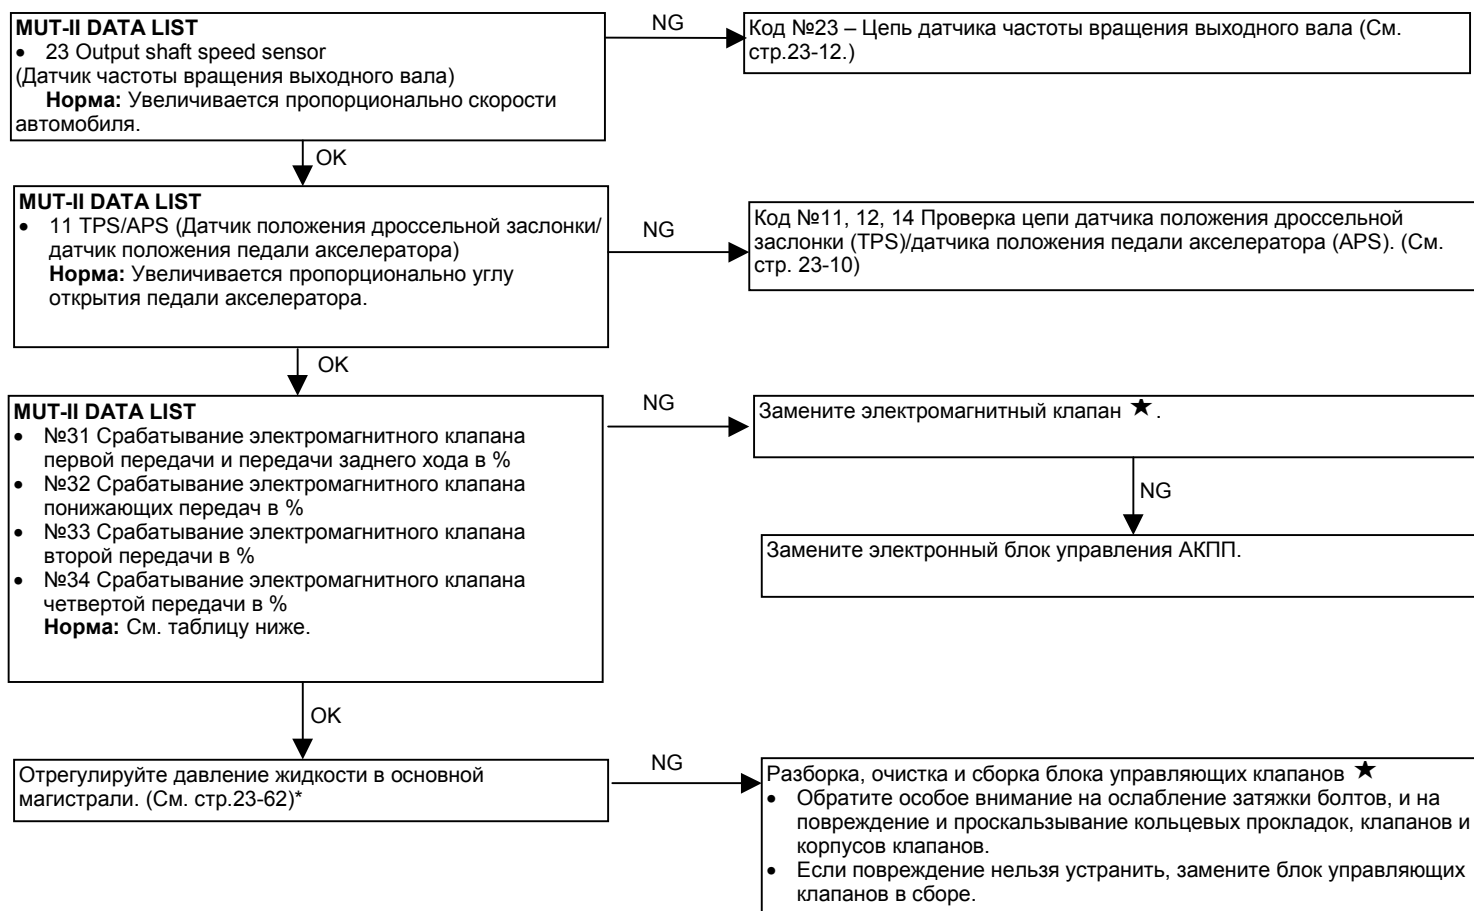 MUT-II DATA LIST
• 23 Output shaft speed sensor
(Датчик частоты вращения выходного вала)
Норма: Увеличивается пропорционально скорости
автомобиля.
NG
Код №23 – Цепь датчика частоты вращения выходного вала (См.
стр.23-12.)
OK
MUT-II DATA LIST
• 11 TPS/APS (Датчик положения дроссельной заслонки/
датчик положения педали акселератора)
Норма: Увеличивается пропорционально углу
открытия педали акселератора.
NG
Код №11, 12, 14 Проверка цепи датчика положения дроссельной
заслонки (TPS)/датчика положения педали акселератора (APS). (См.
стр. 23-10)
OK
MUT-II DATA LIST
• №31 Срабатывание электромагнитного клапана
первой передачи и передачи заднего хода в %
• №32 Срабатывание электромагнитного клапана
понижающих передач в %
• №33 Срабатывание электромагнитного клапана
второй передачи в %
• №34 Срабатывание электромагнитного клапана
четвертой передачи в %
Норма: См. таблицу ниже.
NG
Замените электромагнитный клапан ★ .
NG
Замените электронный блок управления АКПП.
OK
Отрегулируйте давление жидкости в основной
магистрали. (См. стр.23-62)*
NG
Разборка, очистка и сборка блока управляющих клапанов ★
• Обратите особое внимание на ослабление затяжки болтов, и на
повреждение и проскальзывание кольцевых прокладок, клапанов и
корпусов клапанов.
• Если повреждение нельзя устранить, замените блок управляющих
клапанов в сборе.